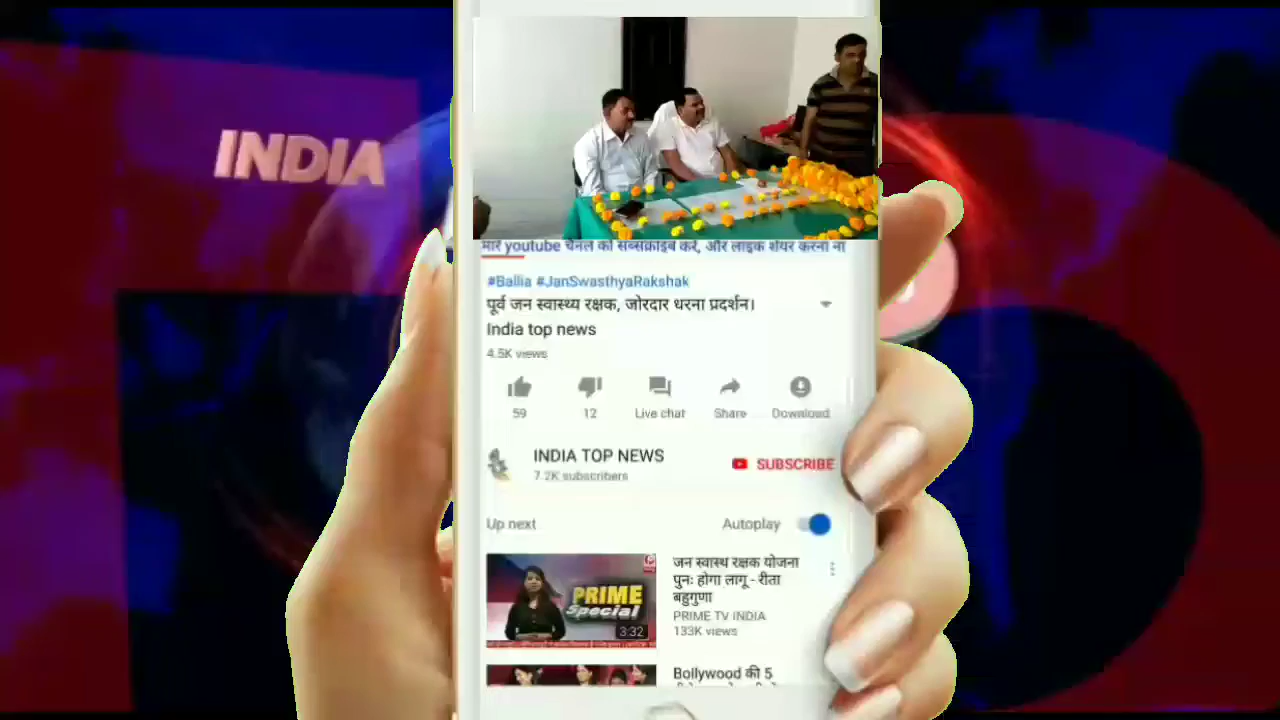 INDIA
youtube चैनल को सब्सक्राइब करें, और लाइक शेयर करना ना
#Ballia #JanSwasthyaRakshak
पूर्व जन स्वास्थ्य रक्षक, जोरदार धरना प्रदर्शन।
India top news
4.5K views
59
12
Live chat
Share
Download
INDIA TOP NEWS
7.2K subscribers
SUBSCRIBE
Up next
Autoplay
PRIME
Special
3:32
जन स्वास्थ रक्षक योजना
पुनः होगा लागू - रीता
बहुगुणा
PRIME TV INDIA
133K views
Bollywood की 5